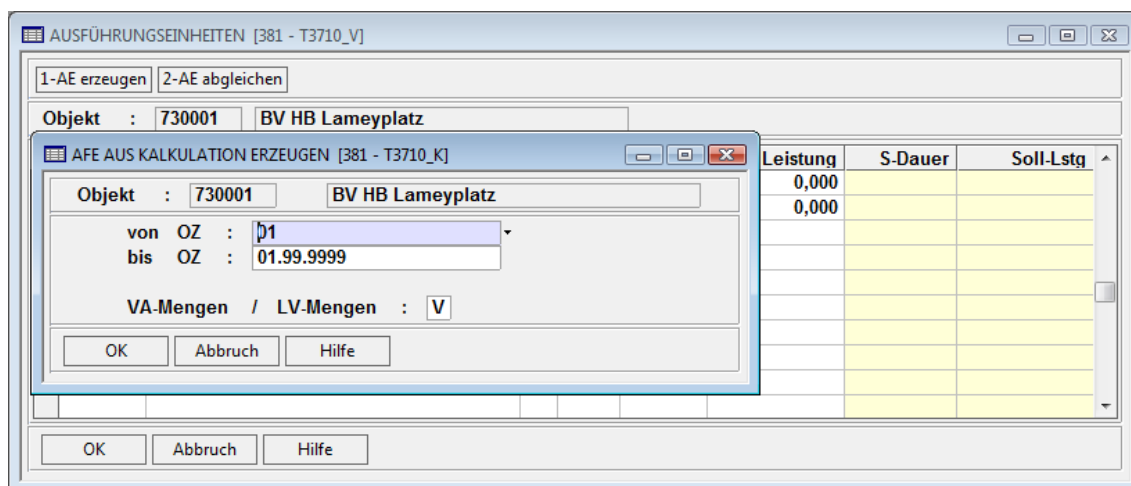 AUSFÜHRUNGSEINHEITEN [381 - T3710_V]
1-AE erzeugen 2-AE abgleichen
Objekt : 730001 BV HB Lameyplatz
AFE AUS KALKULATION ERZEUGEN [381 - T3710_K]
Objekt : 730001 BV HB Lameyplatz
von OZ : 01
bis OZ : 01.99.9999
VA-Mengen / LV-Mengen : V
OK Abbruch Hilfe
Leistung S-Dauer Soll-Lstg
0,000
0,000
OK Abbruch Hilfe